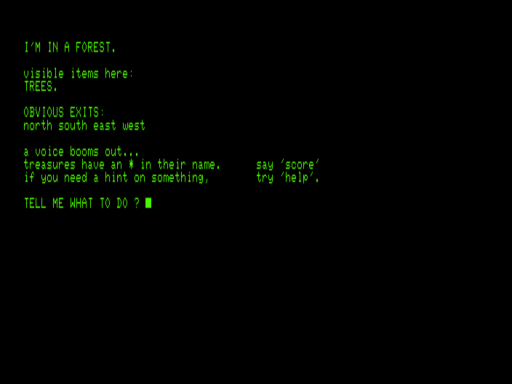 I'M IN A FOREST.
visible items here:
TREES.
OBVIOUS EXITS:
north south east west
a voice booms out...
treasures have an * in their name. say 'score'
if you need a hint on something, try 'help'.
TELL ME WHAT TO DO ?